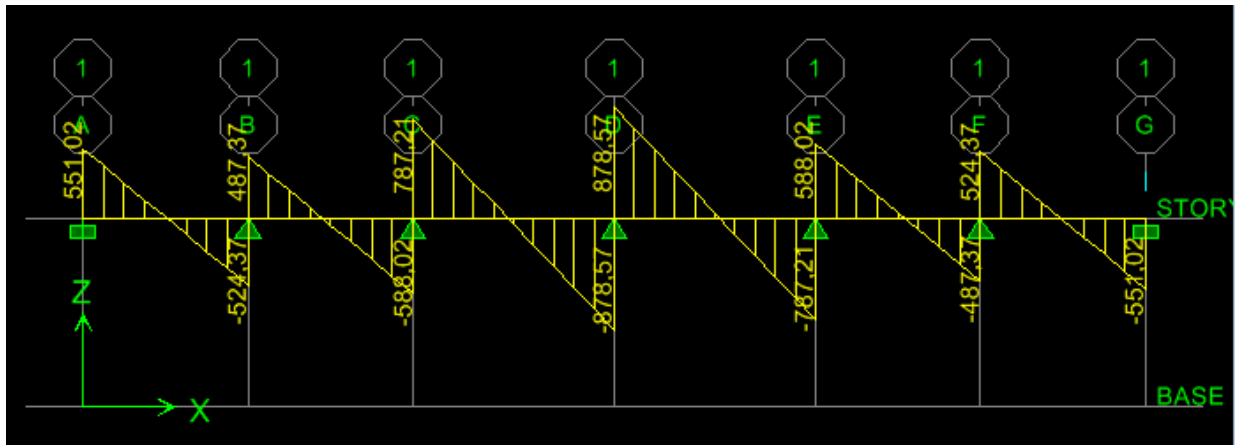 1 1 1 1 1 1 1
A B C D E F G
551,02 487,37 787,21 878,57 588,02 524,37
STORY
-524,37 -588,02 -878,57 -787,21 -487,37 -551,02
Z
X
BASE